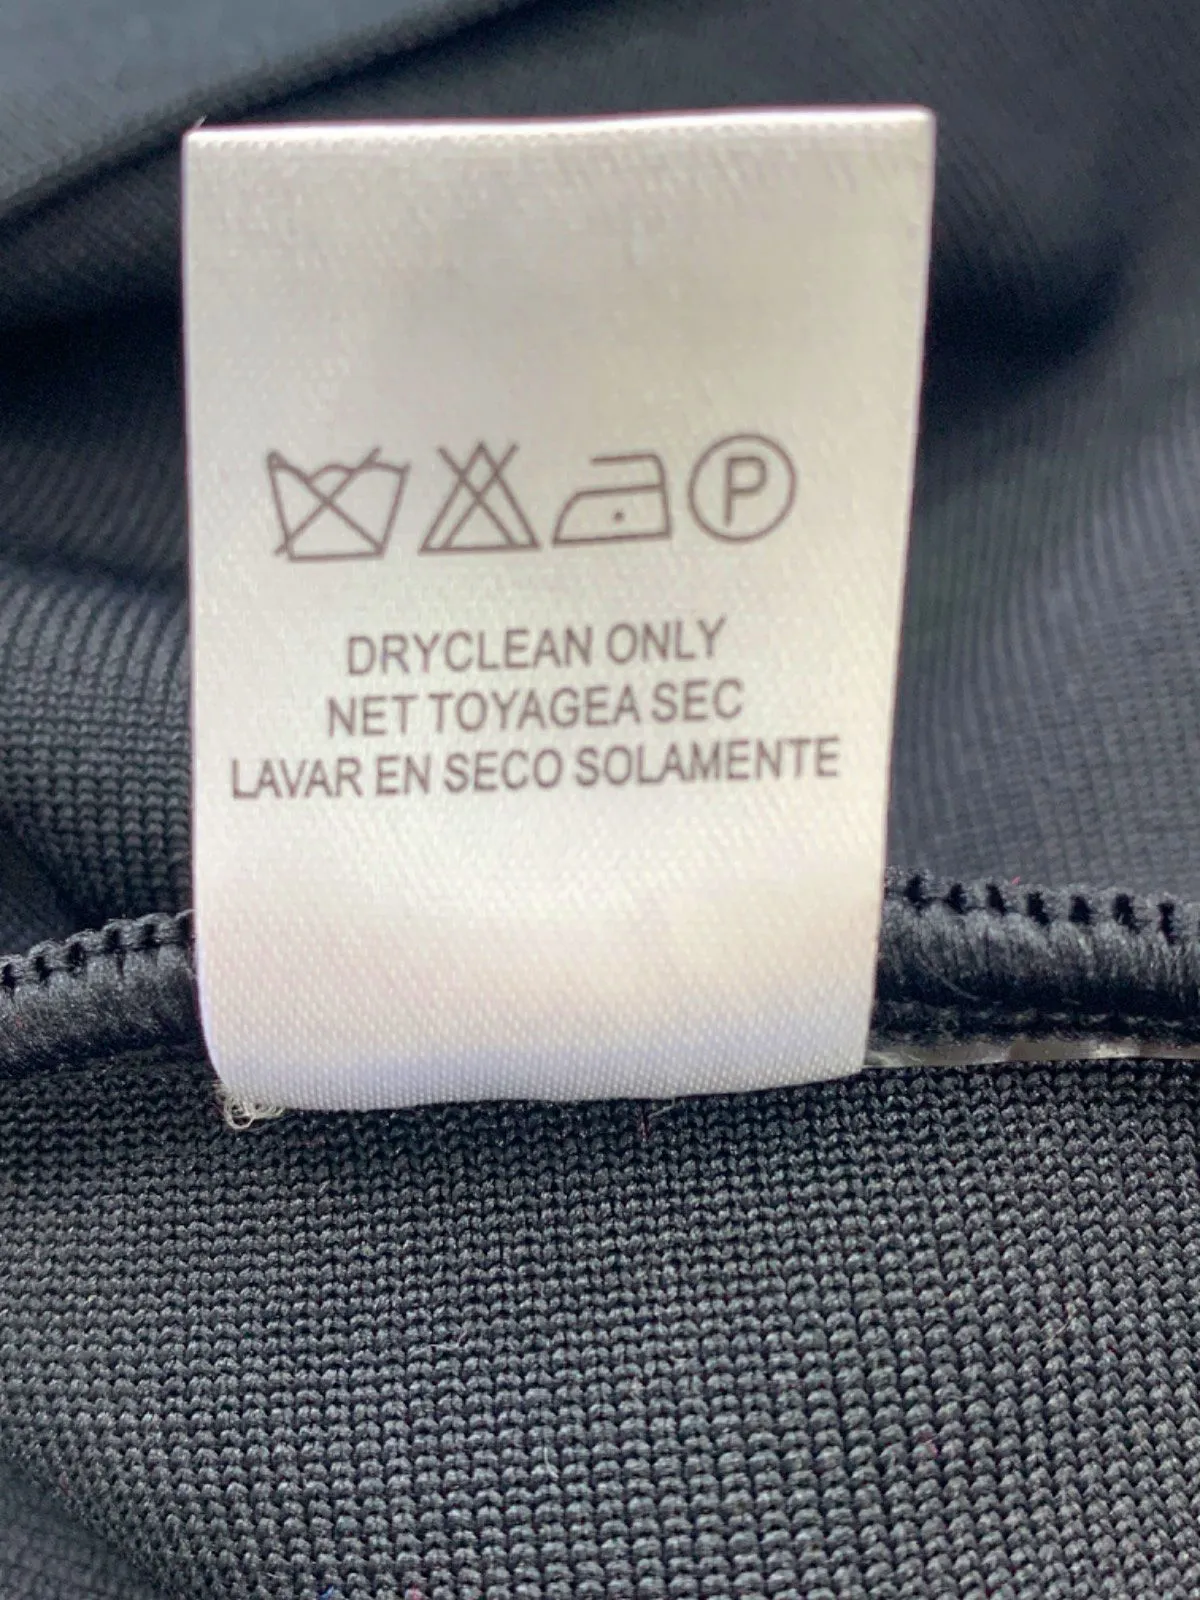 P
DRYCLEAN ONLY
NET TOYAGEA SEC
LAVAR EN SECO SOLAMENTE